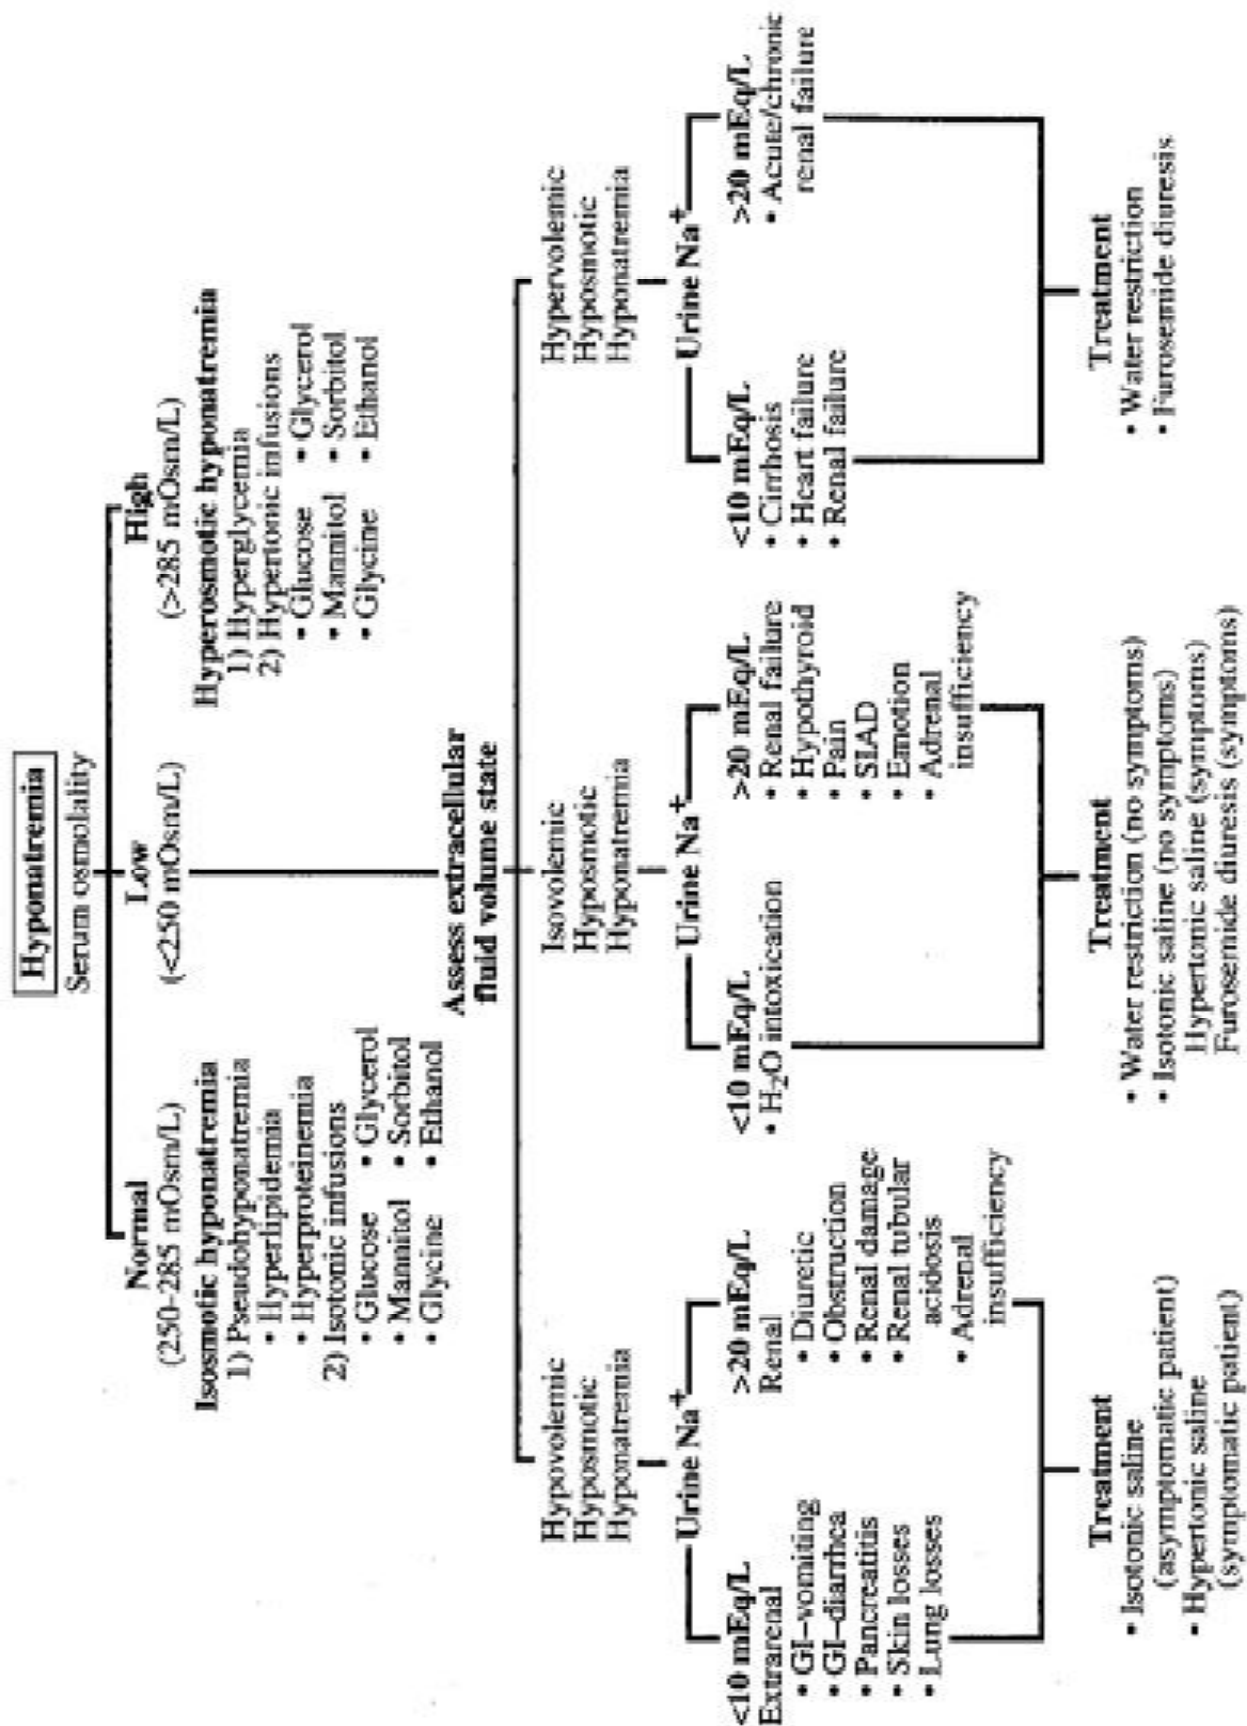 Hyponatremia
Serum osmolality
Normal
(250-285 mOsm/L)
Isosmotic hyponatremia
1) Pseudohyponatremia
• Hyperlipidemia
• Hyperproteinemia
2) Isotonic infusions
• Glucose • Glycerol
• Mannitol • Sorbitol
• Glycine • Ethanol
Low
(<250 mOsm/L)
High
(>285 mOsm/L)
Hyperosmotic hyponatremia
1) Hyperglycemia
2) Hypertonic infusions
• Glucose • Glycerol
• Mannitol • Sorbitol
• Glycine • Ethanol
Assess extracellular
fluid volume state
Hypovolemic
Hyposmotic
Hyponatremia
Urine Na+
<10 mEq/L
Extrarenal
• GI–vomiting
• GI–diarrhea
• Pancreatitis
• Skin losses
• Lung losses
>20 mEq/L
Renal
• Diuretic
• Obstruction
• Renal damage
• Renal tubular
acidosis
• Adrenal
insufficiency
Treatment
• Isotonic saline
(asymptomatic patient)
• Hypertonic saline
(symptomatic patient)
Isovolemic
Hyposmotic
Hyponatremia
Urine Na+
<10 mEq/L
• H2O intoxication
>20 mEq/L
• Renal failure
• Hypothyroid
• Pain
• SIAD
• Emotion
• Adrenal
insufficiency
Treatment
• Water restriction (no symptoms)
• Isotonic saline (no symptoms)
Hypertonic saline (symptoms)
Furosemide diuresis (symptoms)
Hypervolemic
Hyposmotic
Hyponatremia
Urine Na+
<10 mEq/L
• Cirrhosis
• Heart failure
• Renal failure
>20 mEq/L
• Acute/chronic
renal failure
Treatment
• Water restriction
• Furosemide diuresis